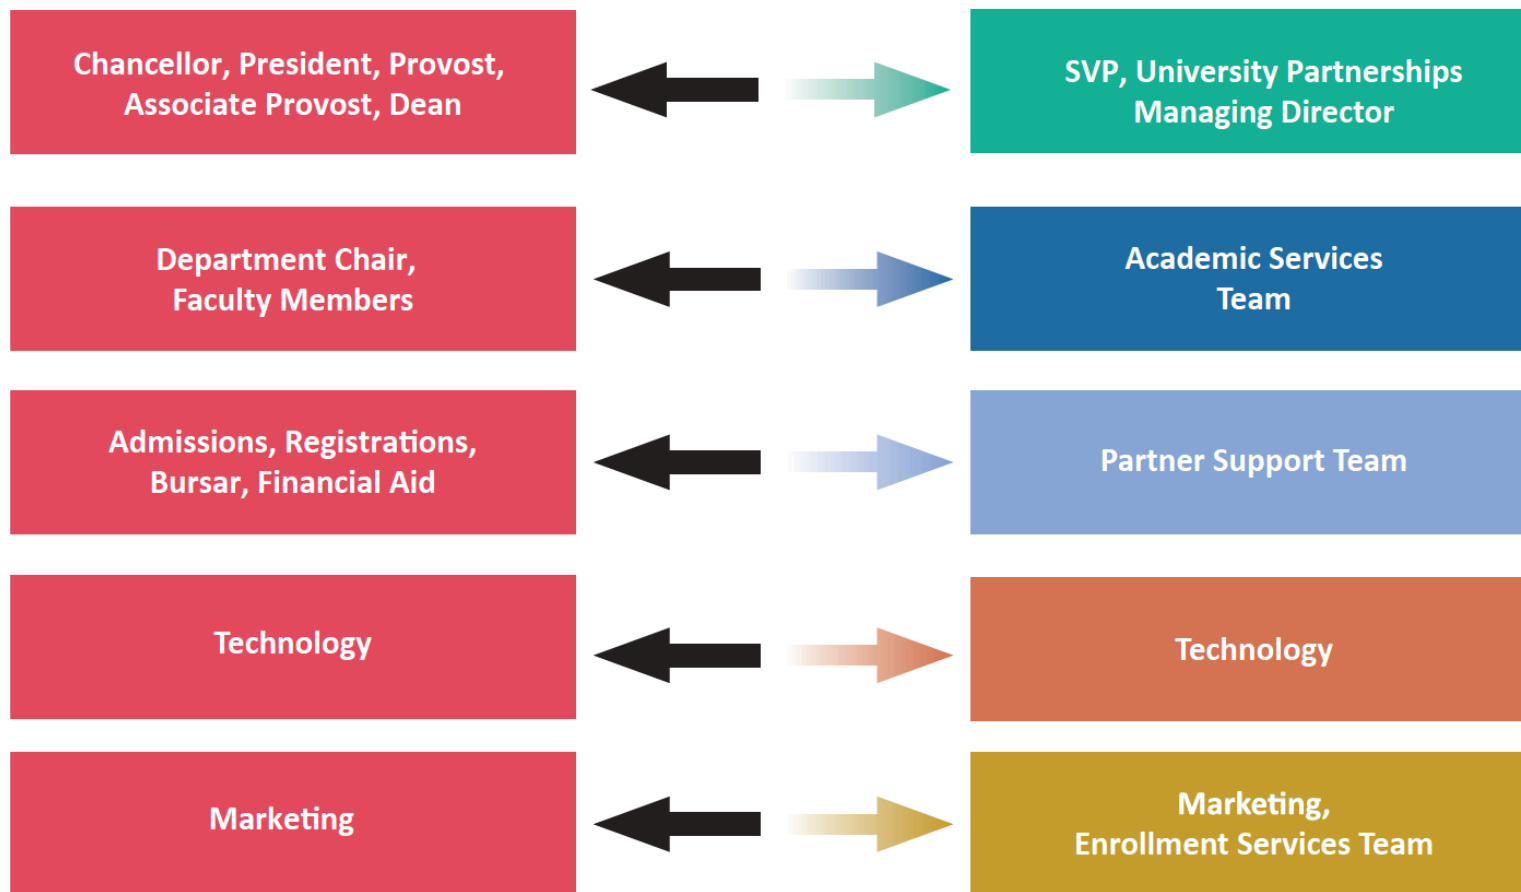 Chancellor, President, Provost,
Associate Provost, Dean
SVP, University Partnerships
Managing Director
Department Chair,
Faculty Members
Academic Services
Team
Admissions, Registrations,
Bursar, Financial Aid
Partner Support Team
Technology
Technology
Marketing
Marketing,
Enrollment Services Team